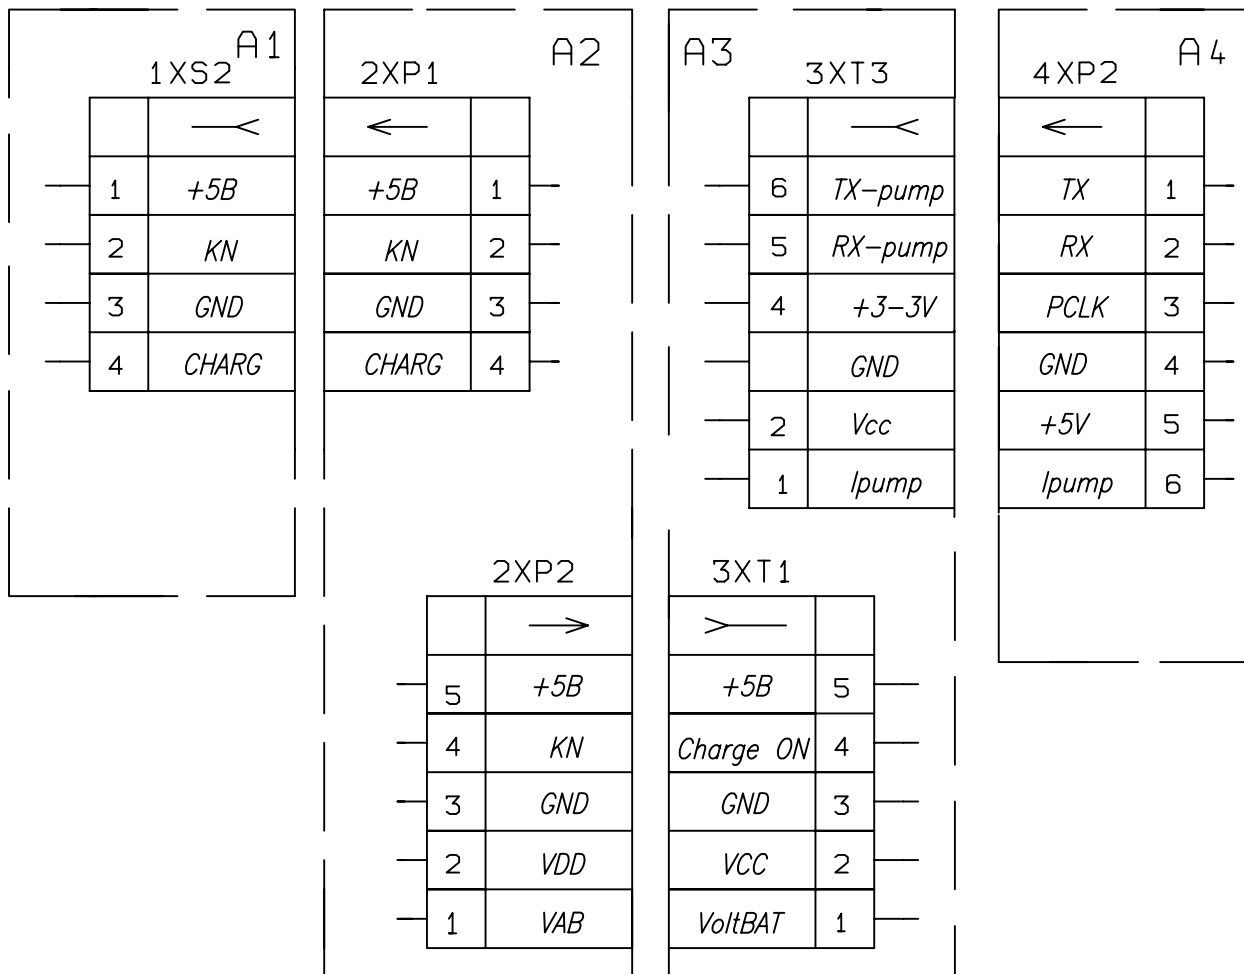 A1
1XS2
1 +5B
2 KN
3 GND
4 CHARG
A2
2XP1
+5B 1
KN 2
GND 3
CHARG 4
A3
3XT3
6 TX-pump
5 RX-pump
4 +3-3V
GND
2 Vcc
1 Ipump
A4
4XP2
TX 1
RX 2
PCLK 3
GND 4
+5V 5
Ipump 6
2XP2
5 +5B
4 KN
3 GND
2 VDD
1 VAB
3XT1
+5B 5
Charge ON 4
GND 3
VCC 2
VoltBAT 1